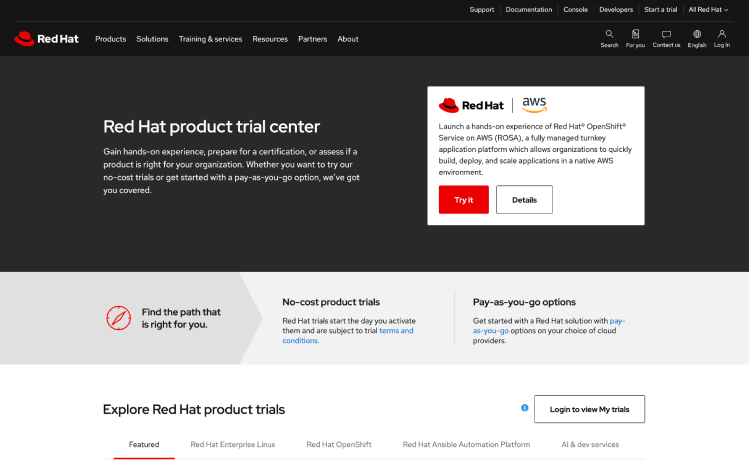 Support Documentation Console Developers Start a trial All Red Hat
Red Hat Products Solutions Training & services Resources Partners About Search For you Contact us English Log In
Red Hat aws
Launch a hands-on experience of Red Hat® OpenShift®
Service on AWS (ROSA), a fully managed turnkey
application platform which allows organizations to quickly
build, deploy, and scale applications in a native AWS
environment.
Try it Details
Red Hat product trial center
Gain hands-on experience, prepare for a certification, or assess if a
product is right for your organization. Whether you want to try our
no-cost trials or get started with a pay-as-you-go option, we've got
you covered.
Find the path that
is right for you.
No-cost product trials
Red Hat trials start the day you activate
them and are subject to trial terms and
conditions.
Pay-as-you-go options
Get started with a Red Hat solution with pay-
as-you-go options on your choice of cloud
providers.
Explore Red Hat product trials
Login to view My trials
Featured Red Hat Enterprise Linux Red Hat OpenShift Red Hat Ansible Automation Platform AI & dev services